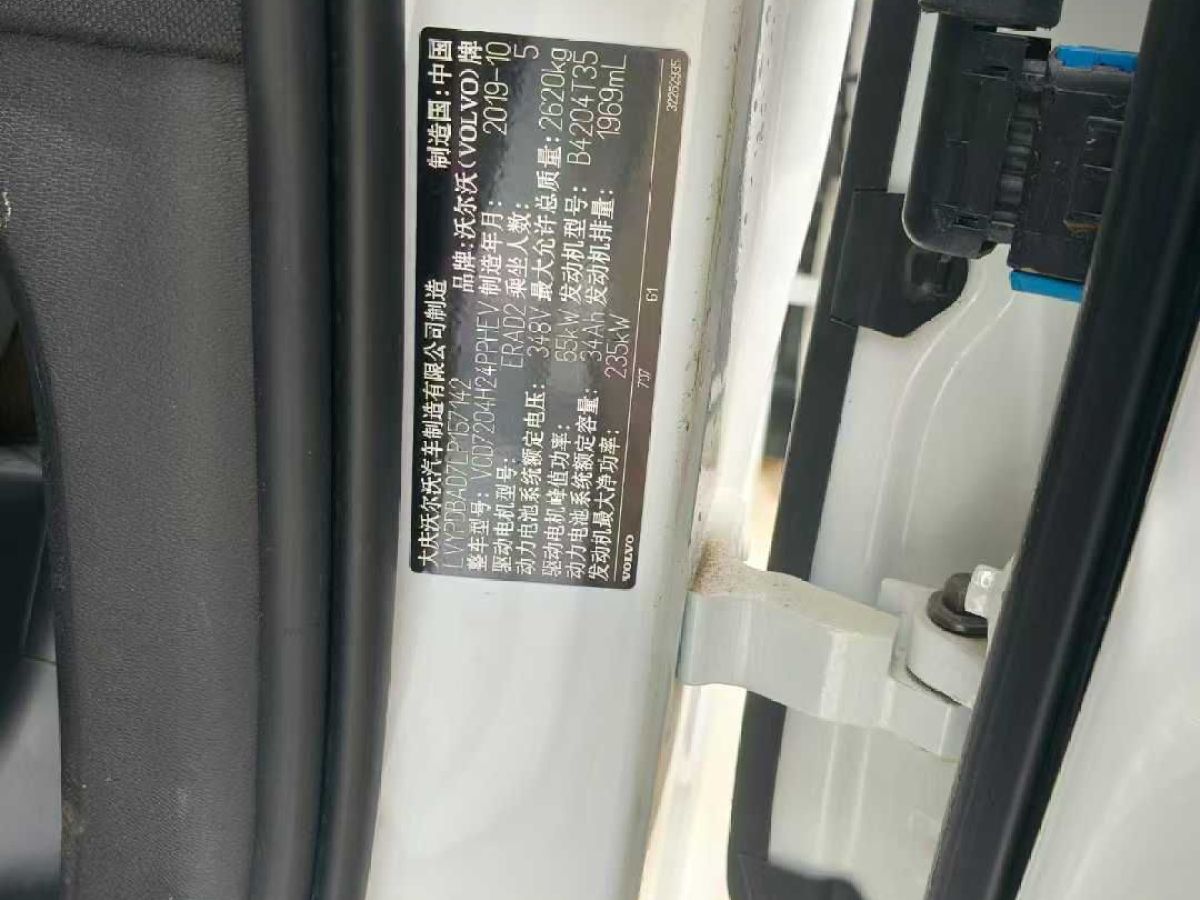 大庆沃尔沃汽车制造有限公司制造 制造国:中国
LVYPDBAD7LP157142 品牌:沃尔沃(VOLVO)牌
整车型号: VCD7204H24PPHEV 制造年月: 2019-10
驱动电机型号: ERAD2 乘坐人数: 5
动力电池系统额定电压: 348V 最大允许总质量: 2620kg
驱动电机峰值功率: 65kW 发动机型号: B4204T35
动力电池系统额定容量: 34Ah 发动机排量: 1969mL
发动机最大净功率: 235kW
VOLVO 707 61 32252935